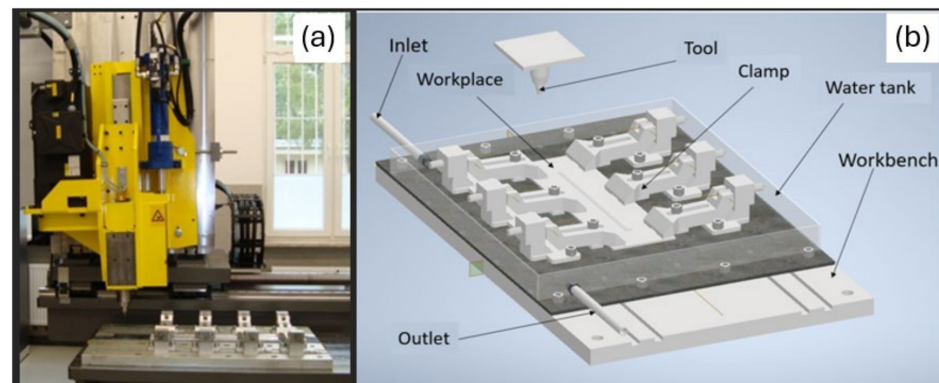 (a)
(b)
Inlet
Tool
Workplace
Clamp
Water tank
Workbench
Outlet